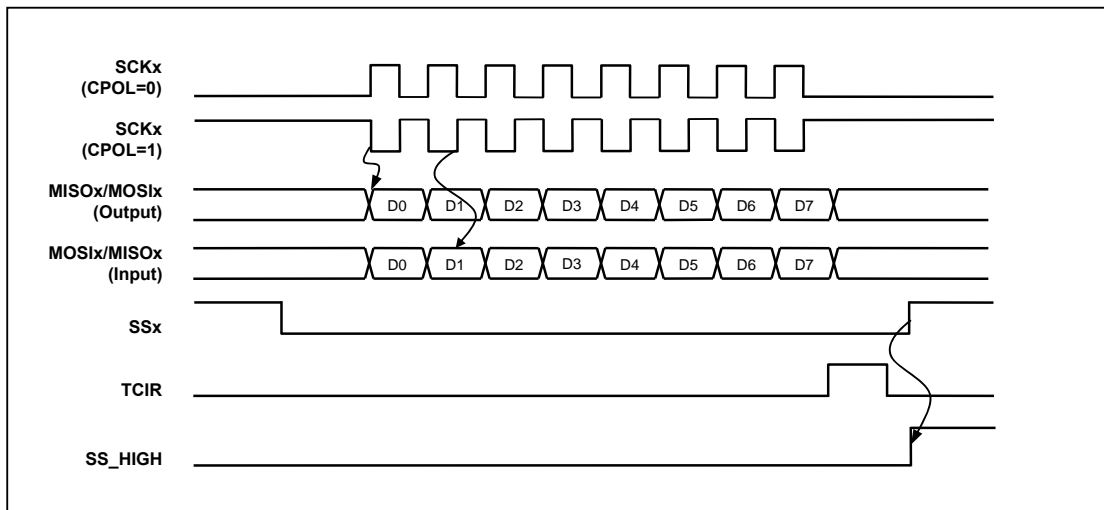 SCKx
(CPOL=0)
SCKx
(CPOL=1)
MISOx/MOSIx
(Output)
D0 D1 D2 D3 D4 D5 D6 D7
MOSIx/MISOx
(Input)
D0 D1 D2 D3 D4 D5 D6 D7
SSx
TCIR
SS_HIGH